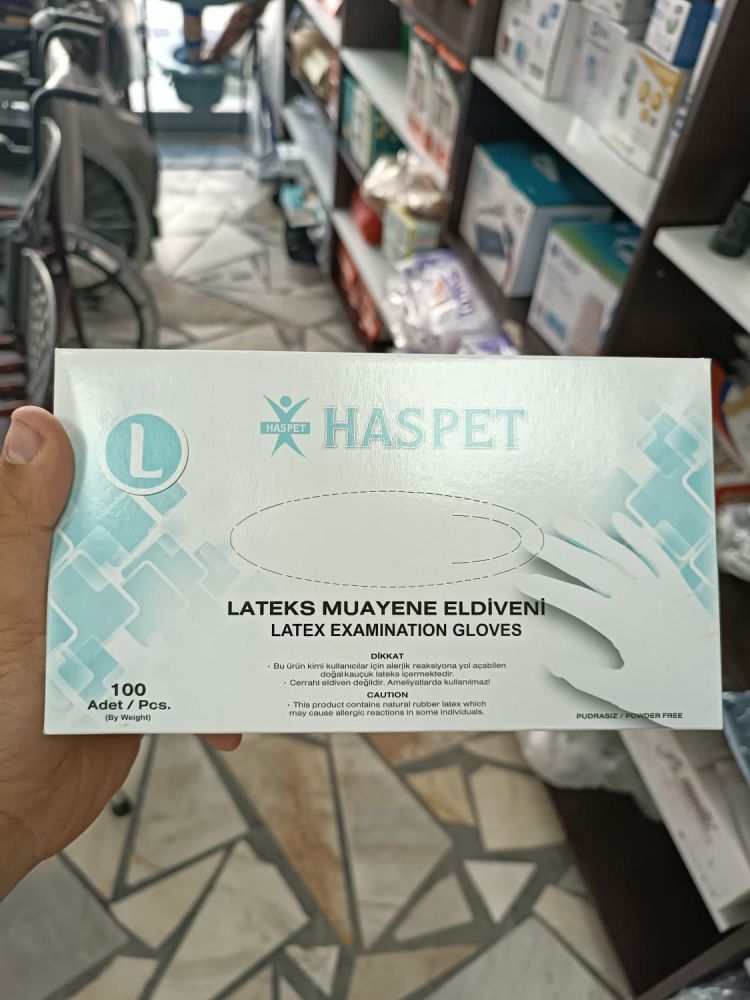 L
HASPET
HASPET
LATEKS MUAYENE ELDİVENİ
LATEX EXAMINATION GLOVES
DİKKAT
· Bu ürün kimi kullanıcılar için alerjik reaksiyona yol açabilen
doğal kauçuk lateks içermektedir.
· Cerrahi eldiven değildir. Ameliyatlarda kullanılmaz!
CAUTION
· This product contains natural rubber latex which
may cause allergic reactions in some individuals.
100
Adet / Pcs.
(By Weight)
PUDRASIZ / POWDER FREE